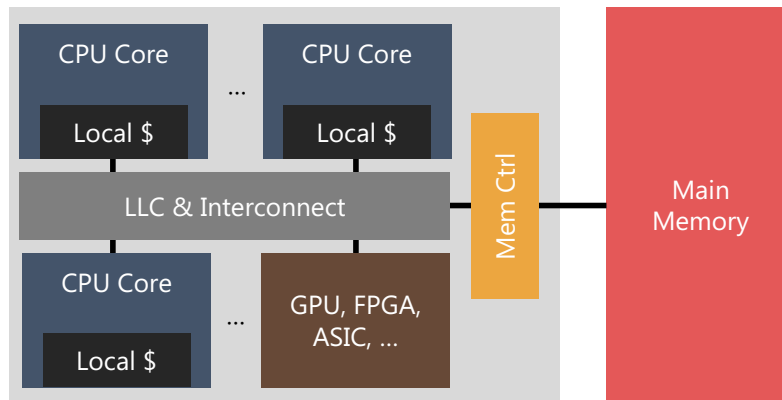 CPU Core
Local $
...
CPU Core
Local $
LLC & Interconnect
Mem Ctrl
Main
Memory
CPU Core
Local $
...
GPU, FPGA,
ASIC, ...